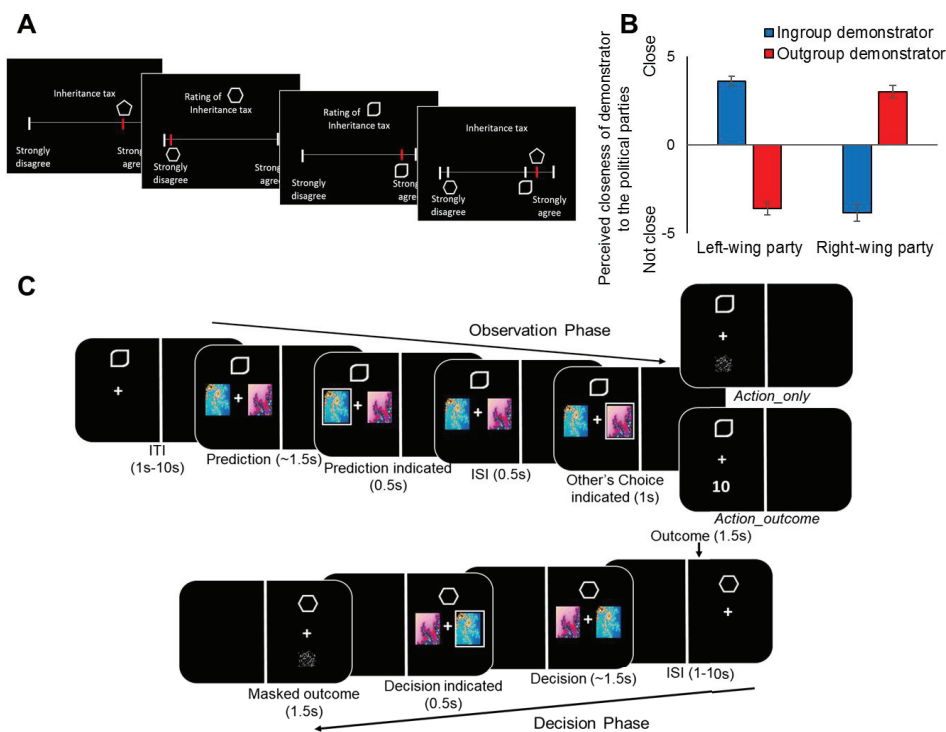 A
Inheritance tax
Strongly
disagree
Strongly
agree
Rating of
Inheritance tax
Strongly
disagree
Strongly
agree
Rating of
Inheritance tax
Strongly
disagree
Strongly
agree
Inheritance tax
Strongly
disagree
Strongly
agree
B
Ingroup demonstrator
Outgroup demonstrator
Perceived closeness of demonstrator
to the political parties
Not close
Close
5
0
-5
Left-wing party
Right-wing party
C
Observation Phase
ITI
(1s-10s)
Prediction (~1.5s)
Prediction indicated
(0.5s)
ISI (0.5s)
Other's Choice
indicated (1s)
Action_only
10
Action_outcome
Outcome (1.5s)
Masked outcome
(1.5s)
Decision indicated
(0.5s)
Decision (~1.5s)
ISI (1-10s)
Decision Phase